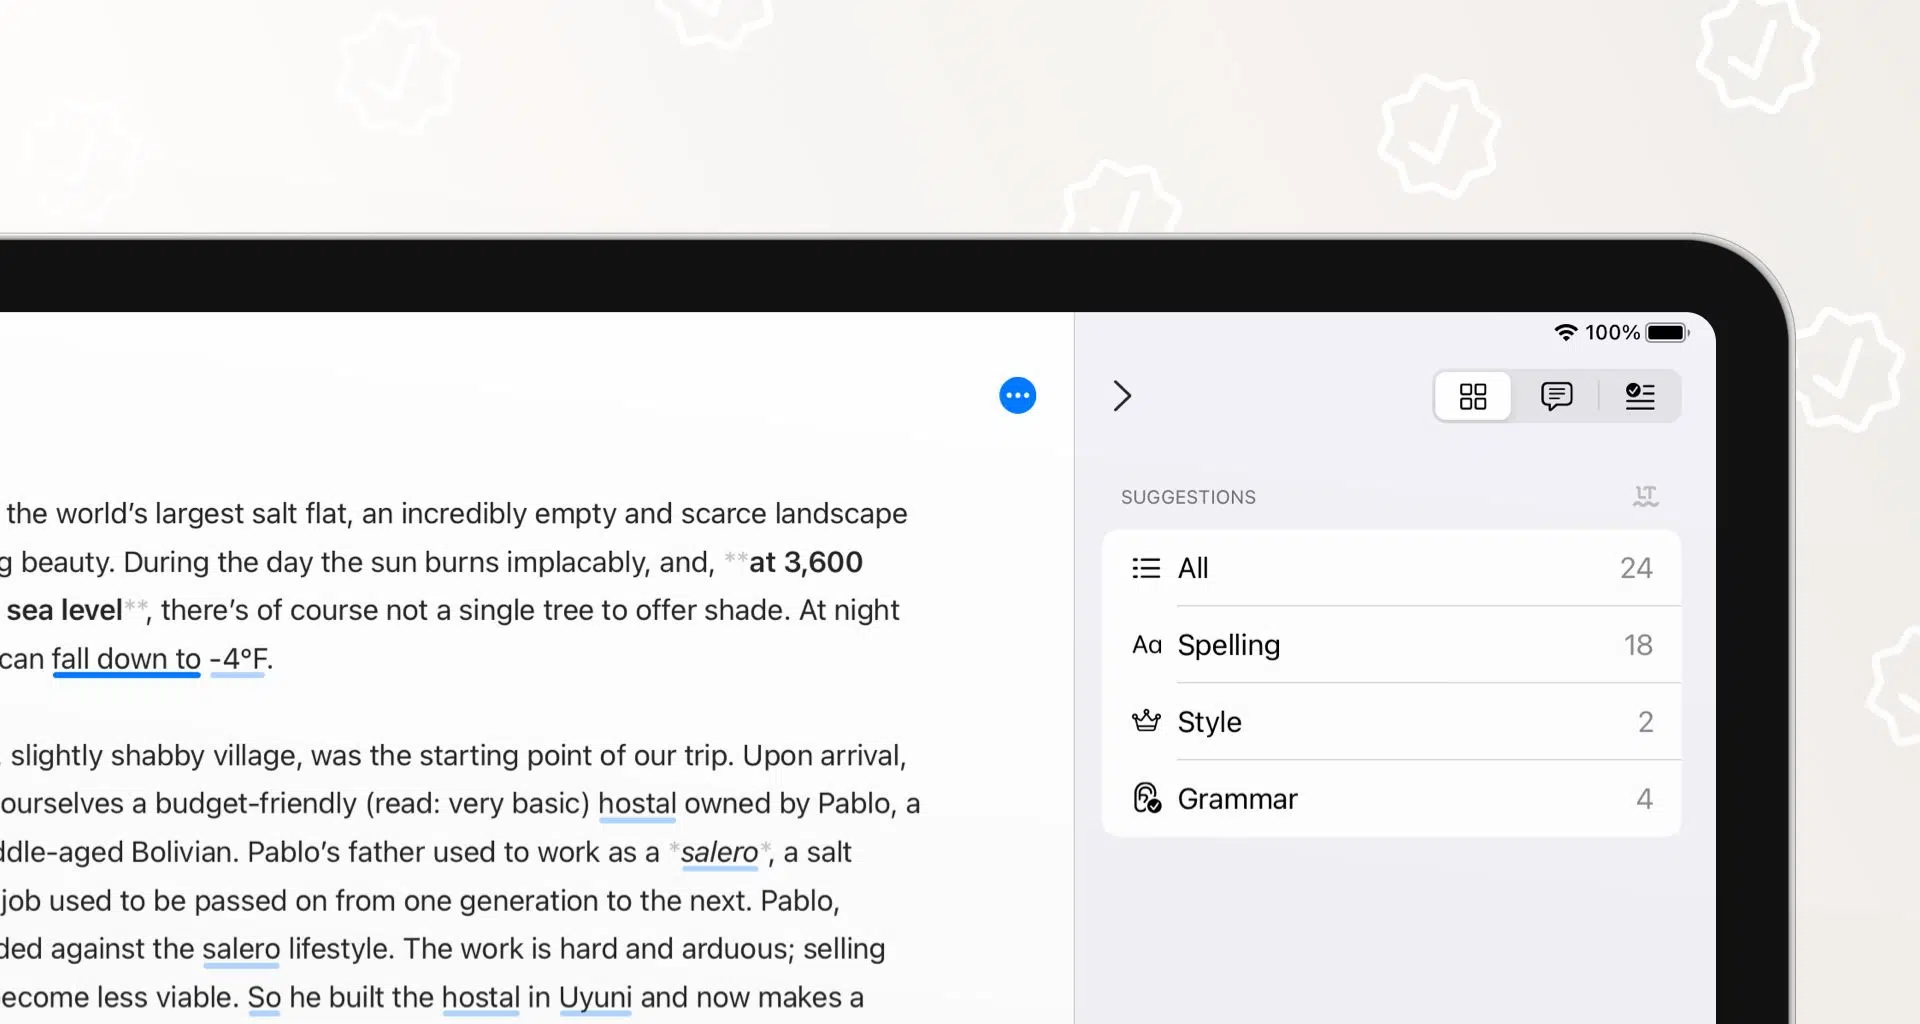 100%
SUGGESTIONS
LT
All 24
Aa Spelling 18
Style 2
Grammar 4
the world’s largest salt flat, an incredibly empty and scarce landscape
g beauty. During the day the sun burns implacably, and, **at 3,600
sea level**, there’s of course not a single tree to offer shade. At night
can fall down to -4°F.
, slightly shabby village, was the starting point of our trip. Upon arrival,
ourselves a budget-friendly (read: very basic) hostal owned by Pablo, a
ddle-aged Bolivian. Pablo’s father used to work as a *salero*, a salt
job used to be passed on from one generation to the next. Pablo,
ded against the salero lifestyle. The work is hard and arduous; selling
ecome less viable. So he built the hostal in Uyuni and now makes a